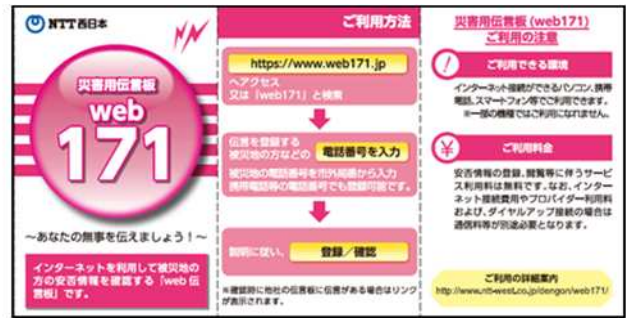 NTT西日本
災害用伝言板
web
171
～あなたの無事を伝えましょう！～
インターネットを利用して被災地の
方の安否情報を確認する「web伝
言板」です。
ご利用方法
https://www.web171.jp
へアクセス
又は「web171」と検索
伝言を登録する
被災地の方などの
電話番号を入力
被災地の電話番号を市外局番から入力
携帯電話等の電話番号でも登録可能です。
説明に従い、
登録／確認
※確認時に他社の伝言板に伝言がある場合はリンク
が表示されます。
災害用伝言板(web171)
ご利用の注意
ご利用できる環境
インターネット接続ができるパソコン、携帯
電話、スマートフォン等でご利用できます。
※一部の機種ではご利用になれません。
ご利用料金
安否情報の登録、閲覧等に伴うサービ
ス利用料は無料です。なお、インター
ネット接続費用やプロバイダー利用料
および、ダイヤルアップ接続の場合は
通信料等が別途必要となります。
ご利用の詳細案内
http://www.ntt-west.co.jp/dengon/web171/